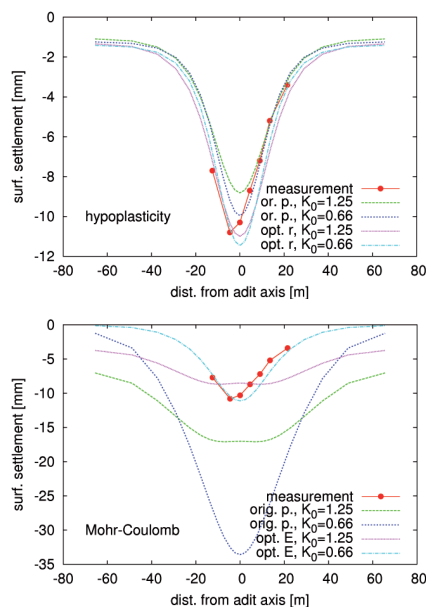 0
-2
-4
-6
-8
-10
-12
surf. settlement [mm]
measurement
or. p., K0=1.25
or. p., K0=0.66
opt. r, K0=1.25
opt. r, K0=0.66
hypoplasticity
-80 -60 -40 -20 0 20 40 60 80
dist. from adit axis [m]
0
-5
-10
-15
-20
-25
-30
-35
surf. settlement [mm]
measurement
orig. p., K0=1.25
orig. p., K0=0.66
opt. E, K0=1.25
opt. E, K0=0.66
Mohr-Coulomb
-80 -60 -40 -20 0 20 40 60 80
dist. from adit axis [m]